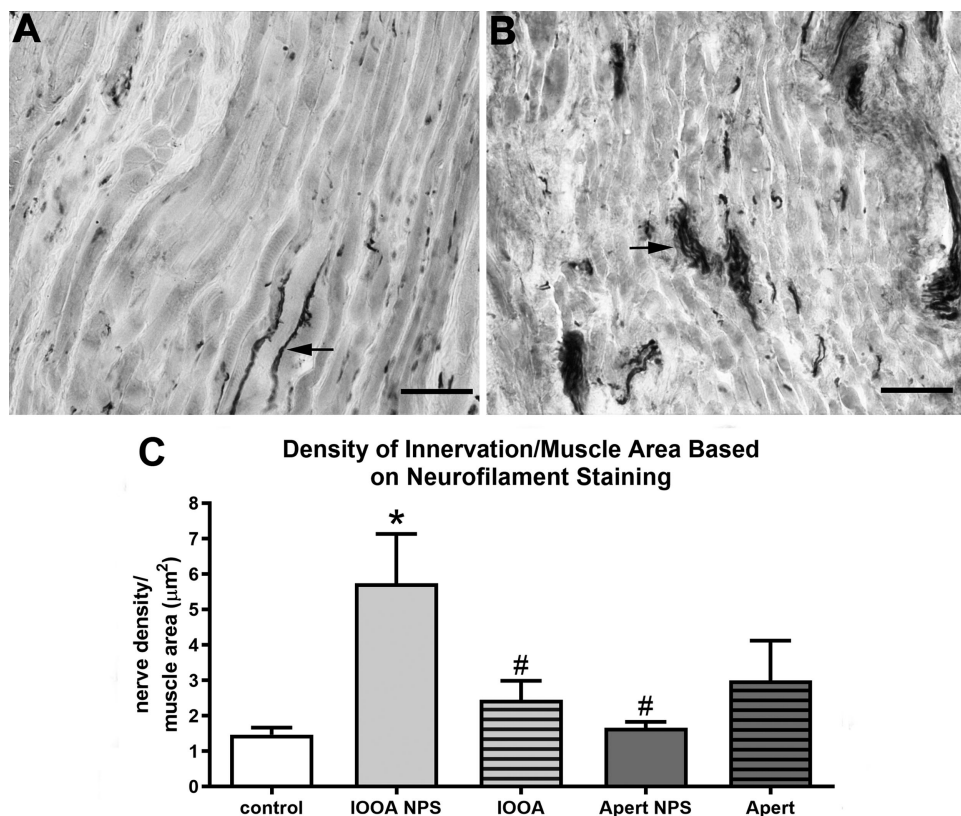 A
B
C
Density of Innervation/Muscle Area Based
on Neurofilament Staining
nerve density/
muscle area (μm²)
8
7
6
5
4
3
2
1
0
*
#
#
control IOOA NPS IOOA Apert NPS Apert